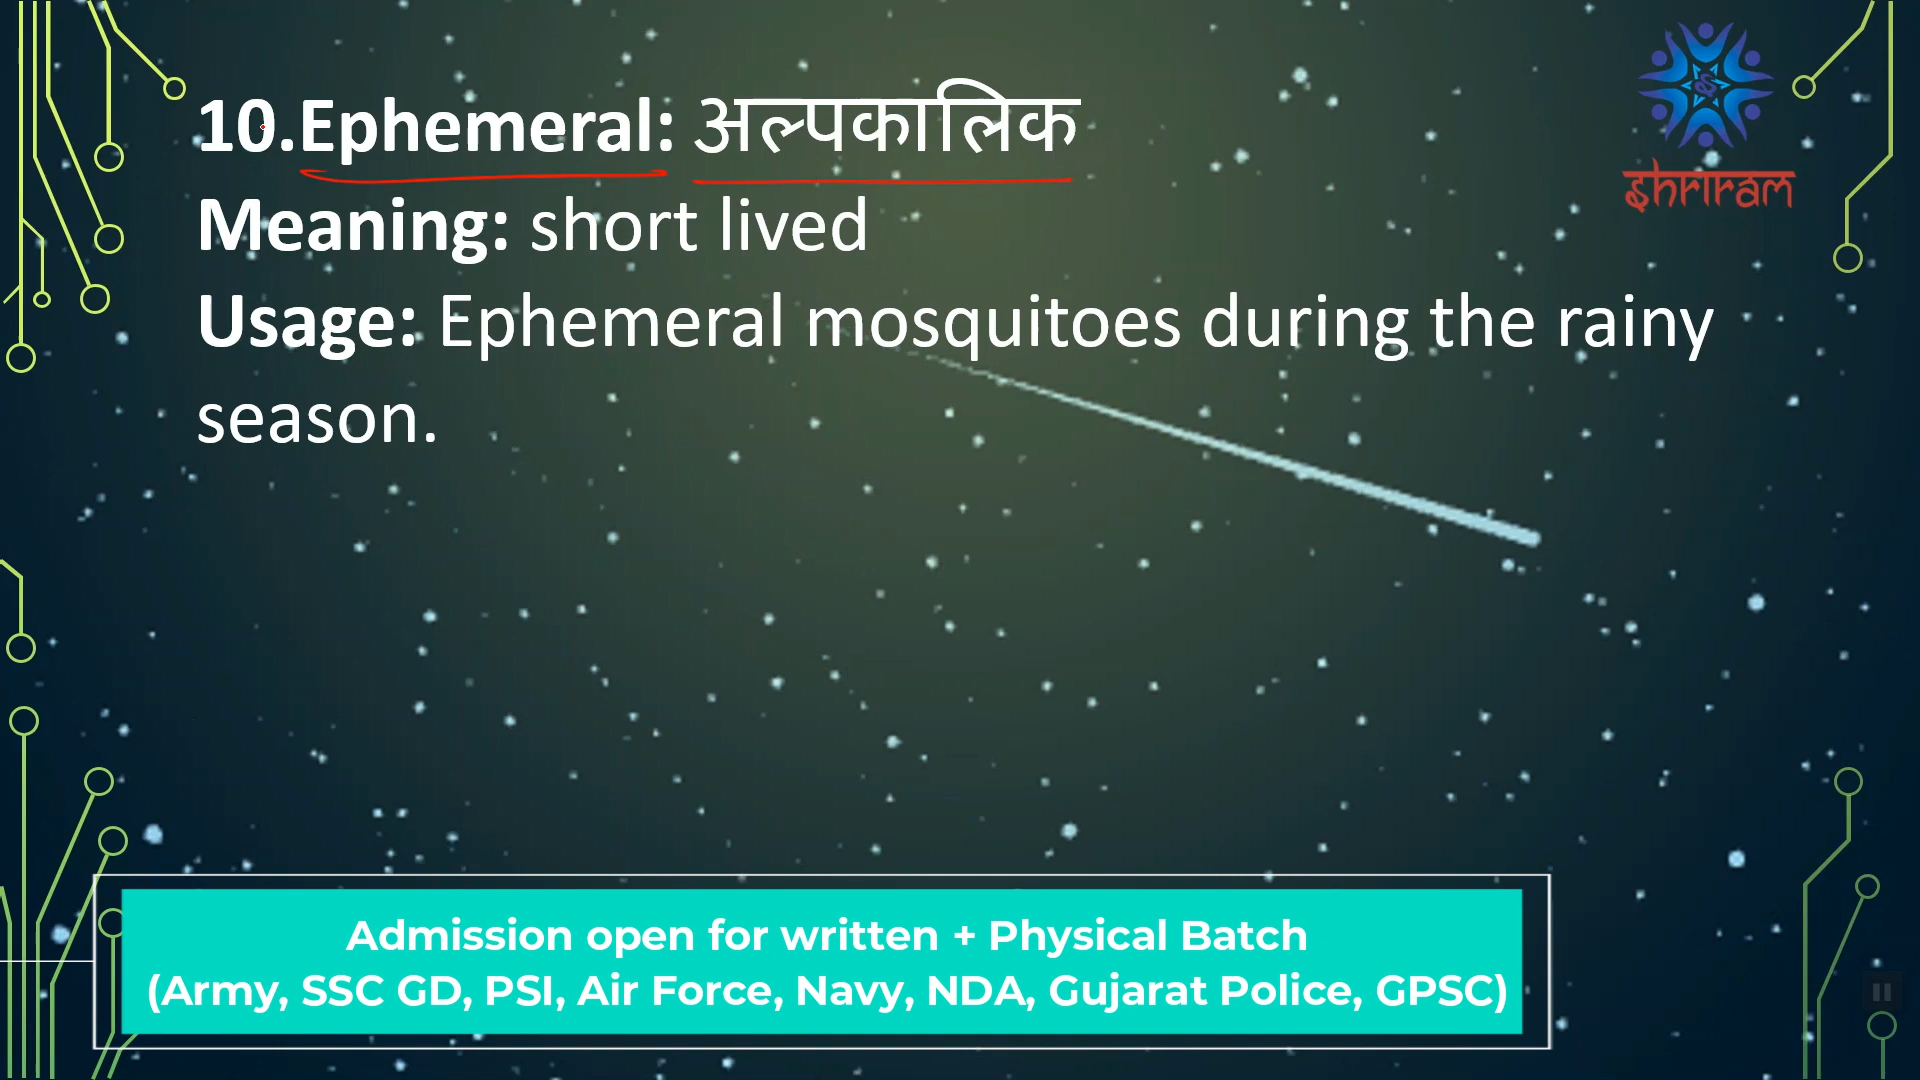 10.Ephemeral: अल्पकालिक
Meaning: short lived
Usage: Ephemeral mosquitoes during the rainy
season.
shriram
Admission open for written + Physical Batch
(Army, SSC GD, PSI, Air Force, Navy, NDA, Gujarat Police, GPSC)